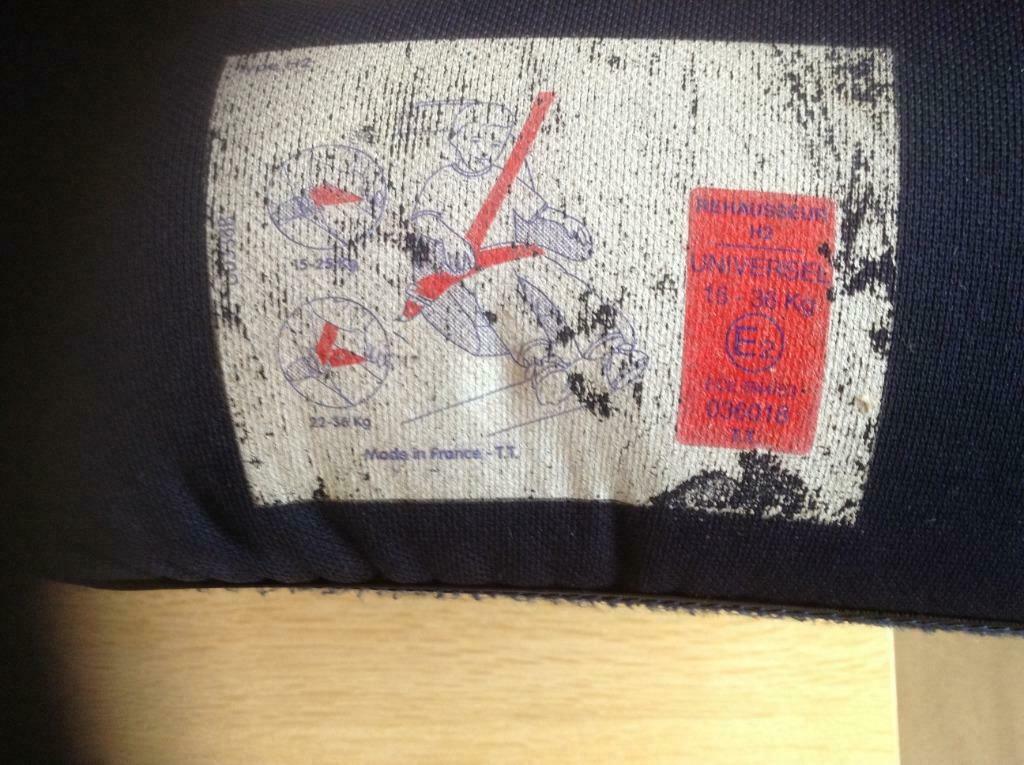 15-25 Kg
22-36 Kg
Made in France - T.T.
REHAUSSEUR
H2
UNIVERSEL
15 - 36 Kg
E2
036018
T.T.